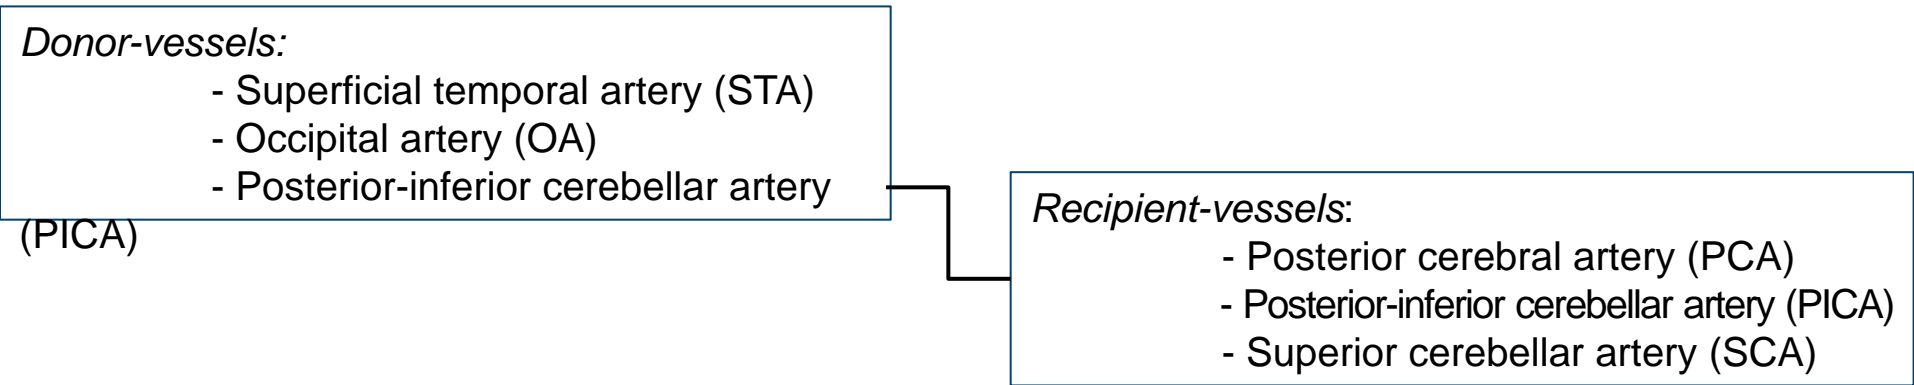 Donor-vessels:
- Superficial temporal artery (STA)
- Occipital artery (OA)
- Posterior-inferior cerebellar artery
(PICA)
Recipient-vessels:
- Posterior cerebral artery (PCA)
- Posterior-inferior cerebellar artery (PICA)
- Superior cerebellar artery (SCA)